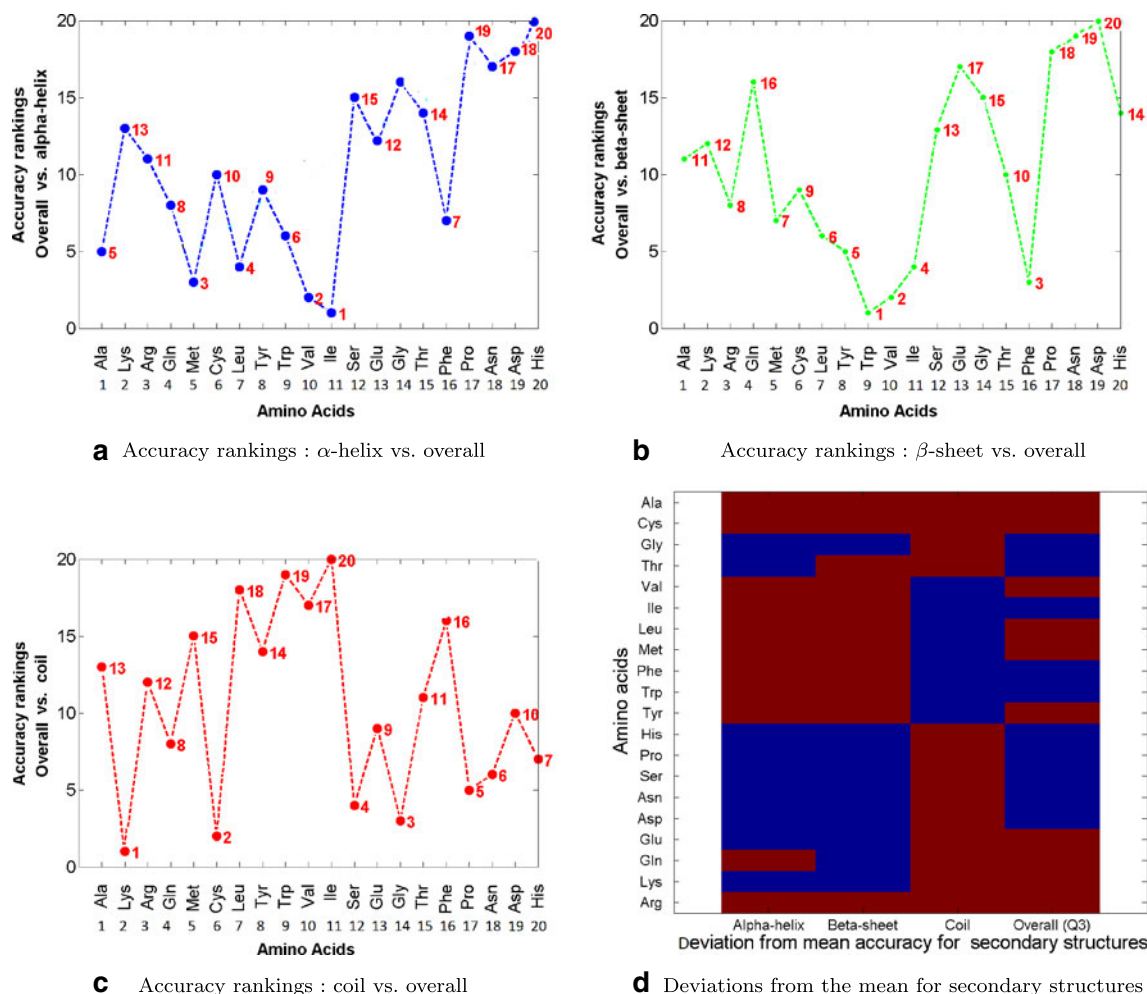 Accuracy rankings
Overall vs. alpha-helix
20
15
10
5
0
5
13
11
8
3
10
4
9
6
2
1
15
12
14
7
19
17
18
20
Ala Lys Arg Gln Met Cys Leu Tyr Trp Val Ile Ser Glu Gly Thr Phe Pro Asn Asp His
1 2 3 4 5 6 7 8 9 10 11 12 13 14 15 16 17 18 19 20
Amino Acids
a Accuracy rankings : α-helix vs. overall
Accuracy rankings
Overall vs. beta-sheet
20
15
10
5
0
11
12
8
16
7
9
6
5
1
2
4
13
17
15
10
3
18
19
20
14
Ala Lys Arg Gln Met Cys Leu Tyr Trp Val Ile Ser Glu Gly Thr Phe Pro Asn Asp His
1 2 3 4 5 6 7 8 9 10 11 12 13 14 15 16 17 18 19 20
Amino Acids
b Accuracy rankings : β-sheet vs. overall
Accuracy rankings
Overall vs. coil
20
15
10
5
0
13
1
12
8
15
2
18
14
19
17
20
4
9
3
11
16
5
6
10
7
Ala Lys Arg Gln Met Cys Leu Tyr Trp Val Ile Ser Glu Gly Thr Phe Pro Asn Asp His
1 2 3 4 5 6 7 8 9 10 11 12 13 14 15 16 17 18 19 20
Amino Acids
c Accuracy rankings : coil vs. overall
Amino acids
Ala
Cys
Gly
Thr
Val
Ile
Leu
Met
Phe
Trp
Tyr
His
Pro
Ser
Asn
Asp
Glu
Gln
Lys
Arg
Alpha-helix Beta-sheet Coil Overall (Q3)
Deviation from mean accuracy for secondary structures
d Deviations from the mean for secondary structures